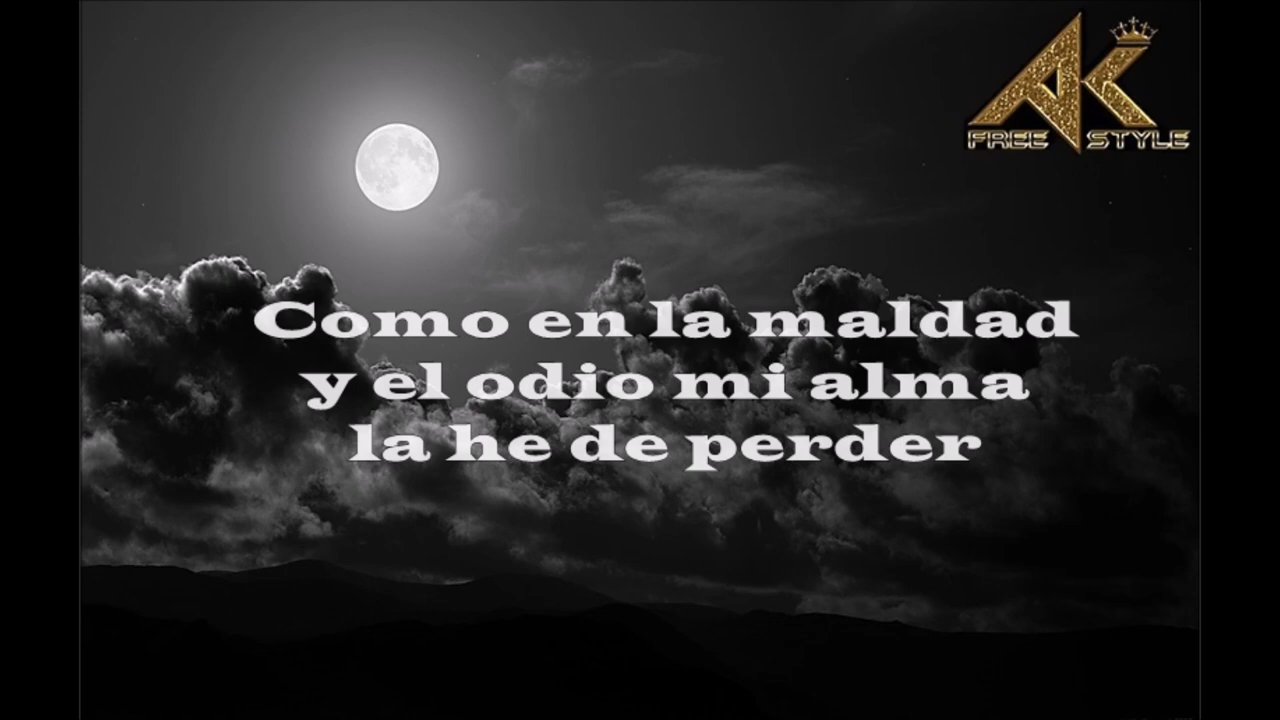 AK
FREE STYLE
Como en la maldad
y el odio mi alma
la he de perder